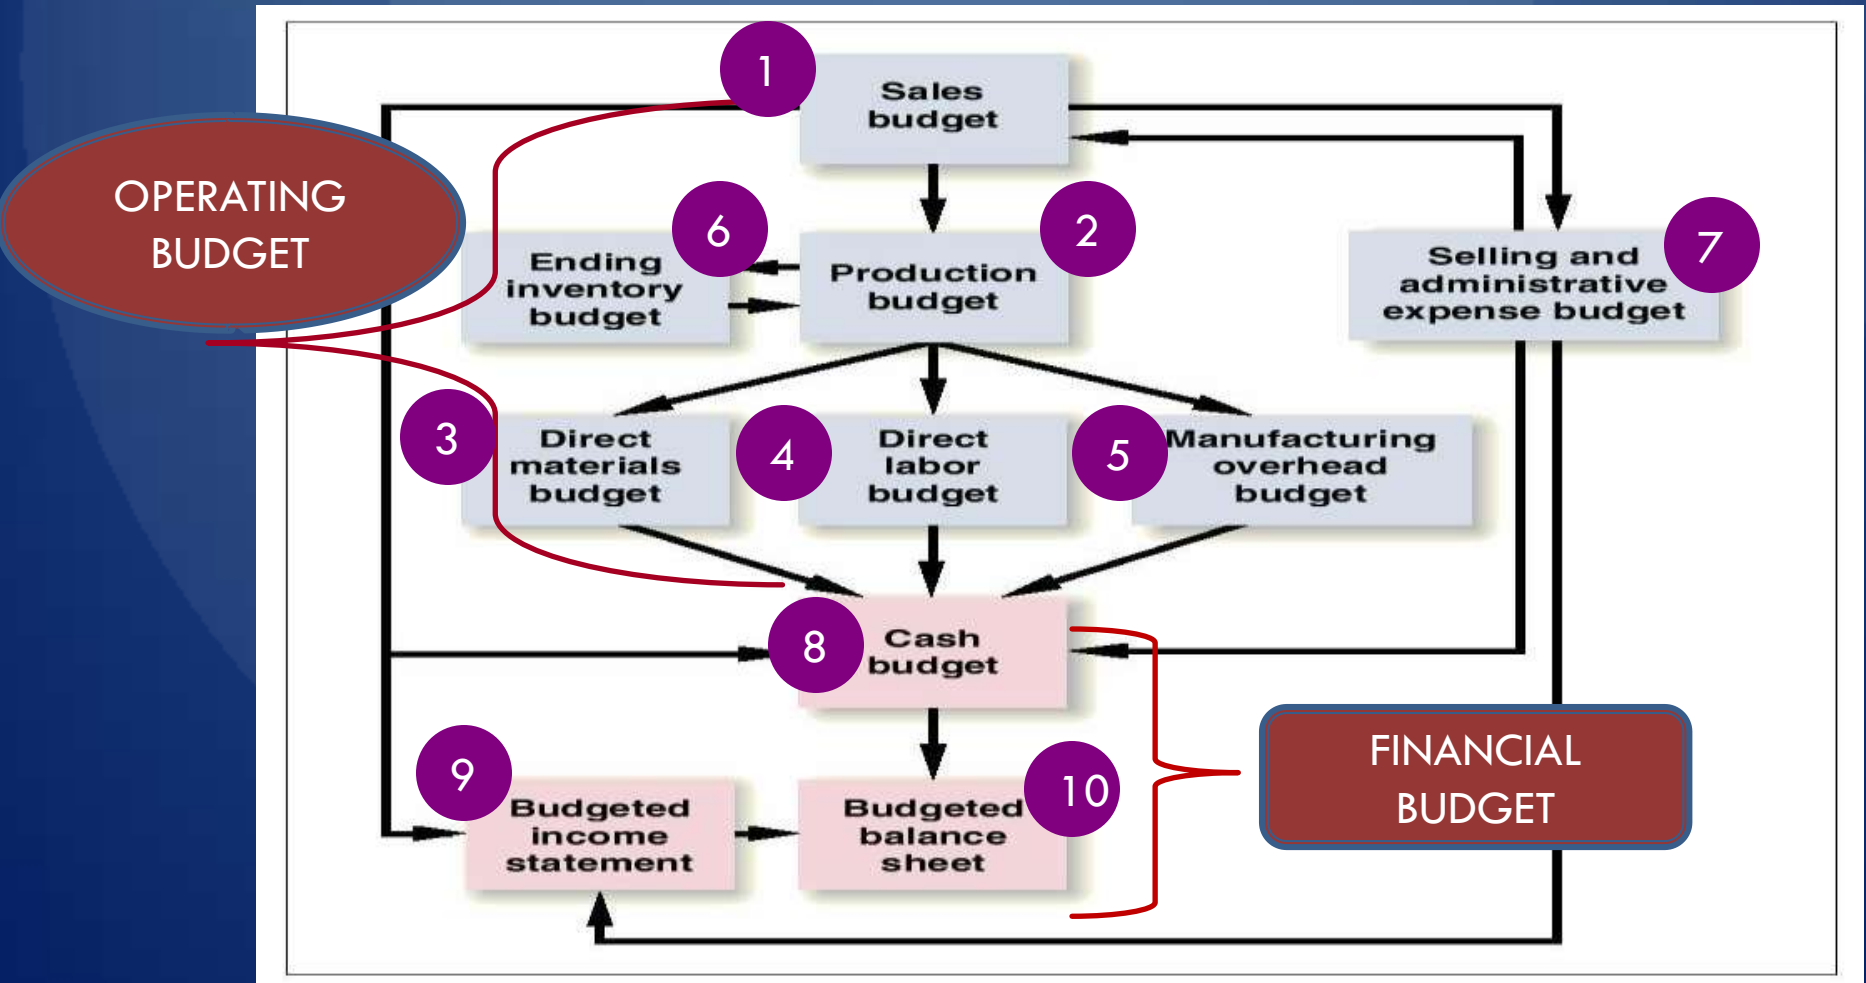 1
Sales
budget
OPERATING
BUDGET
6
Ending
inventory
budget
2
Production
budget
7
Selling and
administrative
expense budget
3
Direct
materials
budget
4
Direct
labor
budget
5
Manufacturing
overhead
budget
8
Cash
budget
FINANCIAL
BUDGET
9
Budgeted
income
statement
10
Budgeted
balance
sheet